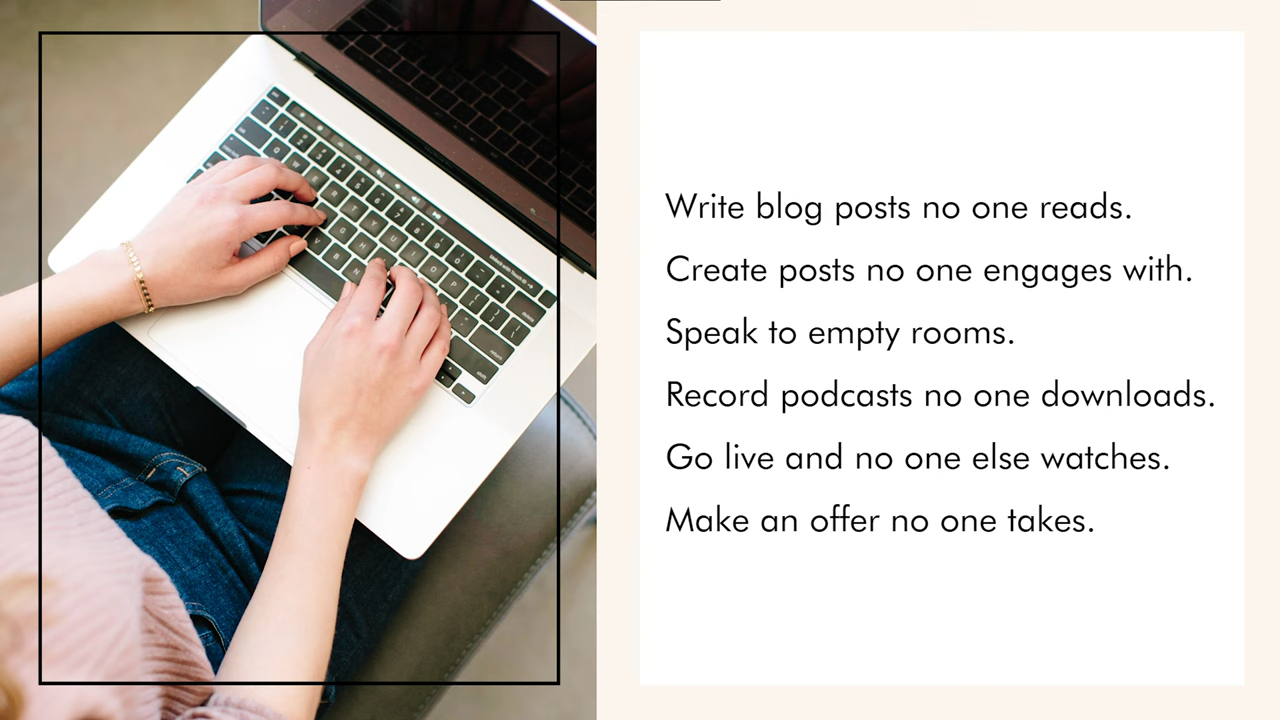 Write blog posts no one reads.
Create posts no one engages with.
Speak to empty rooms.
Record podcasts no one downloads.
Go live and no one else watches.
Make an offer no one takes.